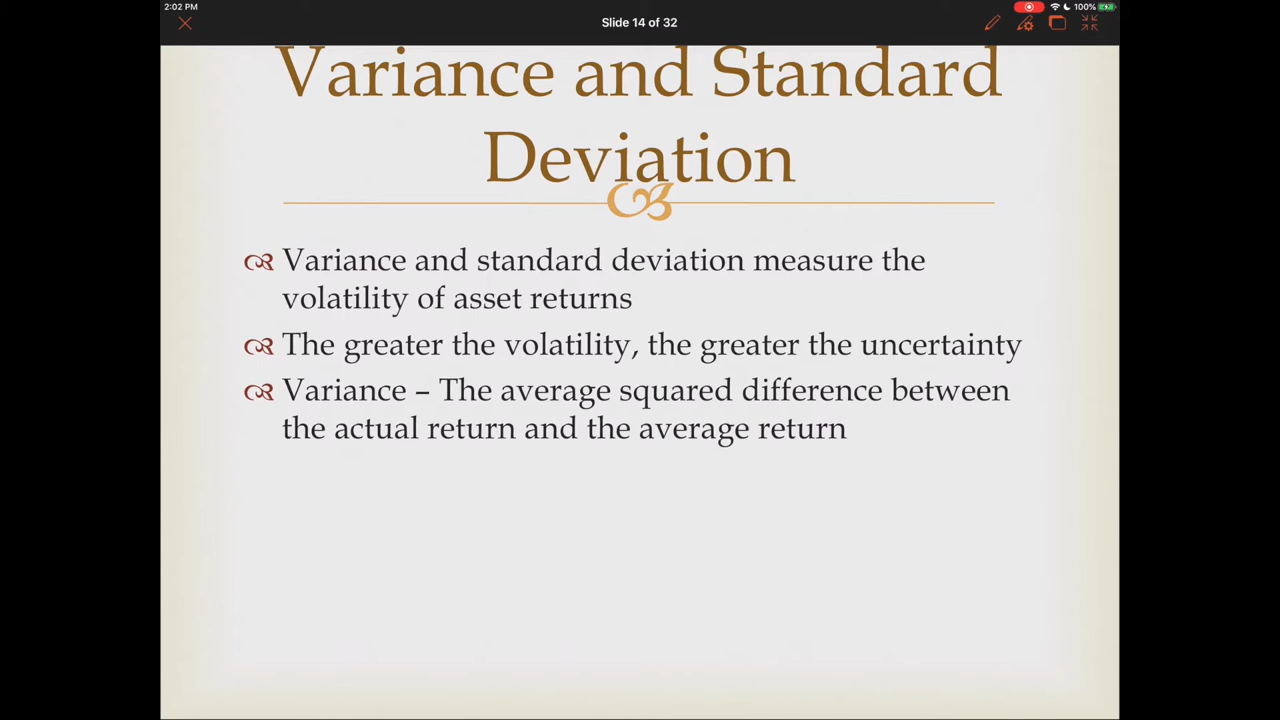 2:02 PM
100%
Slide 14 of 32
Variance and Standard
Deviation
Variance and standard deviation measure the
volatility of asset returns
The greater the volatility, the greater the uncertainty
Variance – The average squared difference between
the actual return and the average return